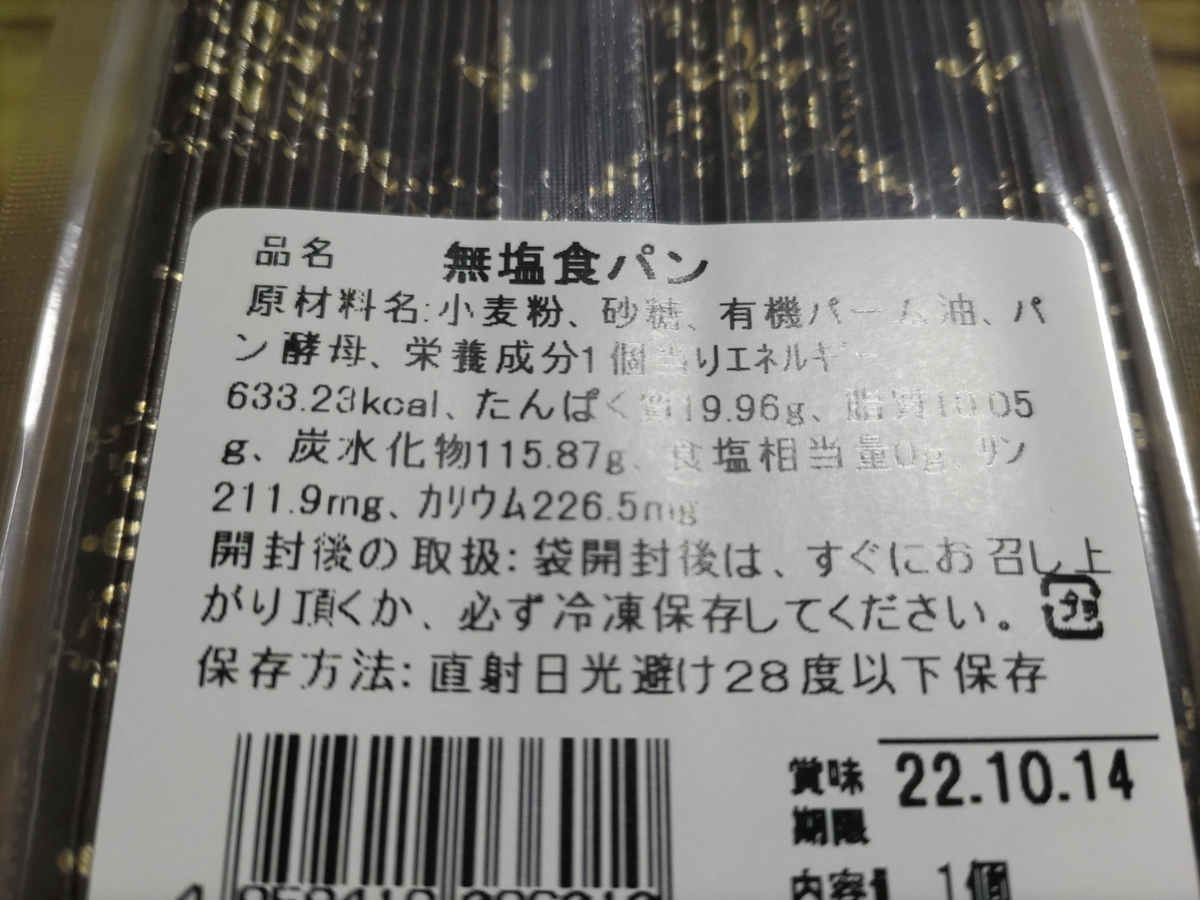 品名 無塩食パン
原材料名:小麦粉、砂糖、有機パーム油、パ
ン酵母、栄養成分1個当りエネルギー
633.23kcal、たんぱく質19.96g、脂質10.05
g、炭水化物115.87g、食塩相当量0g、リン
211.9mg、カリウム226.5mg
開封後の取扱:袋開封後は、すぐにお召し上
がり頂くか、必ず冷凍保存してください。
プラ
保存方法:直射日光避け28度以下保存
賞味期限 22.10.14
内容量 1個